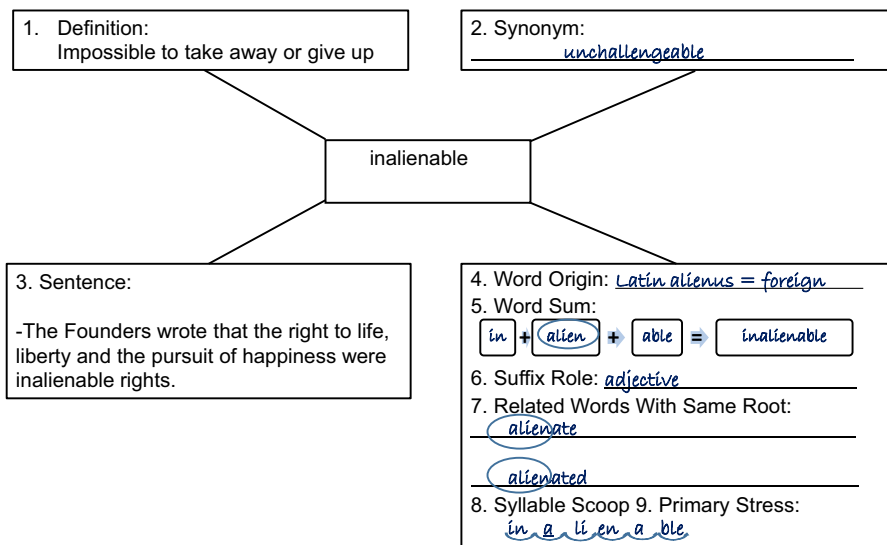 1. Definition:
Impossible to take away or give up
2. Synonym:
unchallengeable
inalienable
3. Sentence:
-The Founders wrote that the right to life,
liberty and the pursuit of happiness were
inalienable rights.
4. Word Origin: Latin alienus = foreign
5. Word Sum:
in + alien + able = inalienable
6. Suffix Role: adjective
7. Related Words With Same Root:
alienate
alienated
8. Syllable Scoop 9. Primary Stress:
in a li en a ble